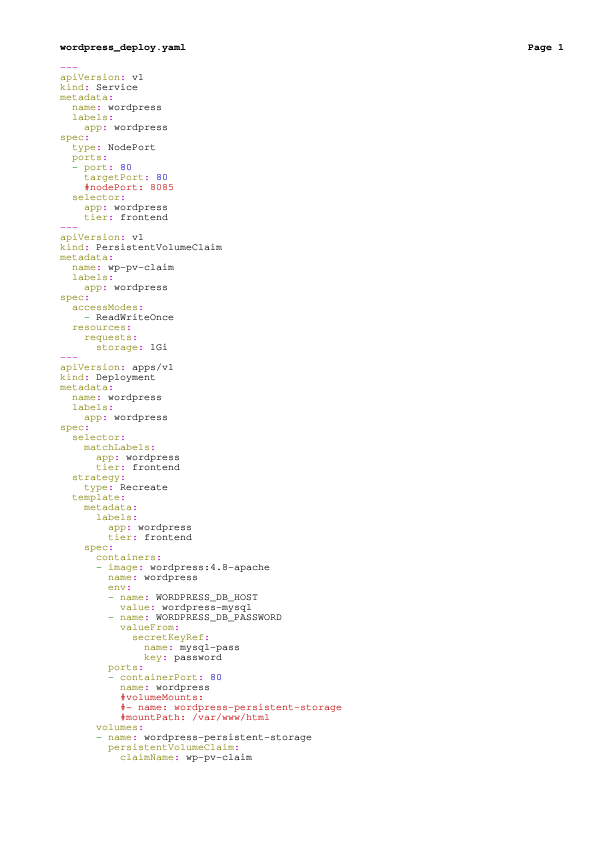 wordpress_deploy.yaml Page 1
---
apiVersion: v1
kind: Service
metadata:
  name: wordpress
  labels:
    app: wordpress
spec:
  type: NodePort
  ports:
  - port: 80
    targetPort: 80
    #nodePort: 8085
  selector:
    app: wordpress
    tier: frontend
---
apiVersion: v1
kind: PersistentVolumeClaim
metadata:
  name: wp-pv-claim
  labels:
    app: wordpress
spec:
  accessModes:
    - ReadWriteOnce
  resources:
    requests:
      storage: 1Gi
---
apiVersion: apps/v1
kind: Deployment
metadata:
  name: wordpress
  labels:
    app: wordpress
spec:
  selector:
    matchLabels:
      app: wordpress
      tier: frontend
  strategy:
    type: Recreate
  template:
    metadata:
      labels:
        app: wordpress
        tier: frontend
    spec:
      containers:
      - image: wordpress:4.8-apache
        name: wordpress
        env:
        - name: WORDPRESS_DB_HOST
          value: wordpress-mysql
        - name: WORDPRESS_DB_PASSWORD
          valueFrom:
            secretKeyRef:
              name: mysql-pass
              key: password
        ports:
        - containerPort: 80
          name: wordpress
          #volumeMounts:
          #- name: wordpress-persistent-storage
          #mountPath: /var/www/html
      volumes:
      - name: wordpress-persistent-storage
        persistentVolumeClaim:
          claimName: wp-pv-claim